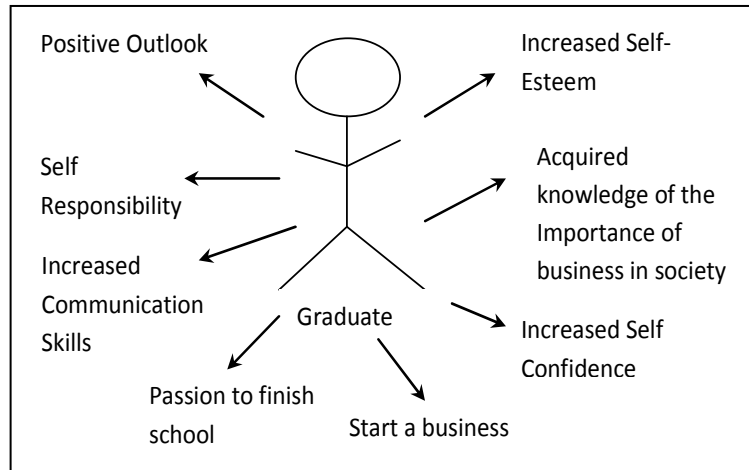 Positive Outlook
Increased Self-
Esteem
Self
Responsibility
Acquired
knowledge of the
Importance of
business in society
Increased
Communication
Skills
Graduate
Increased Self
Confidence
Passion to finish
school
Start a business